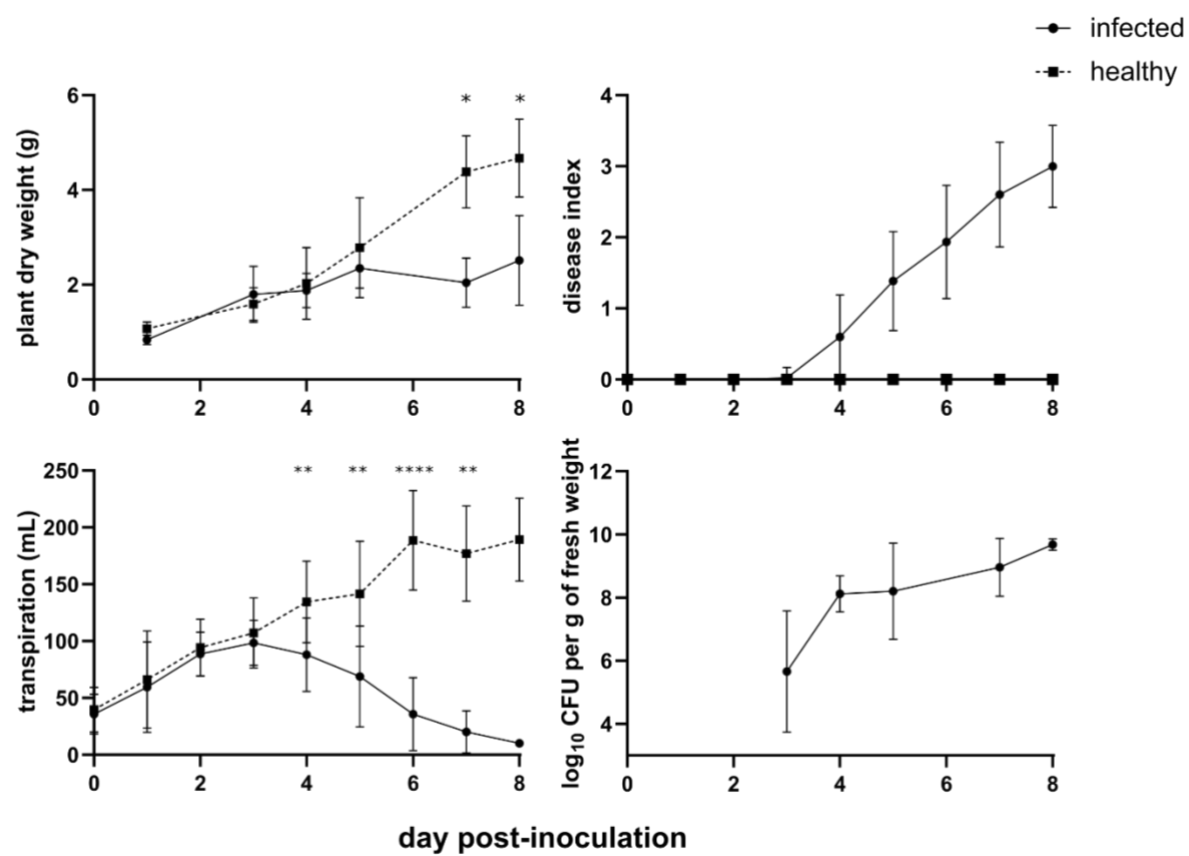 infected
healthy
plant dry weight (g)
6
4
2
0
* *
0 2 4 6 8
disease index
4
3
2
1
0
0 2 4 6 8
transpiration (mL)
250
200
150
100
50
0
** ** **** **
0 2 4 6 8
log10 CFU per g of fresh weight
12
10
8
6
4
0 2 4 6 8
day post-inoculation